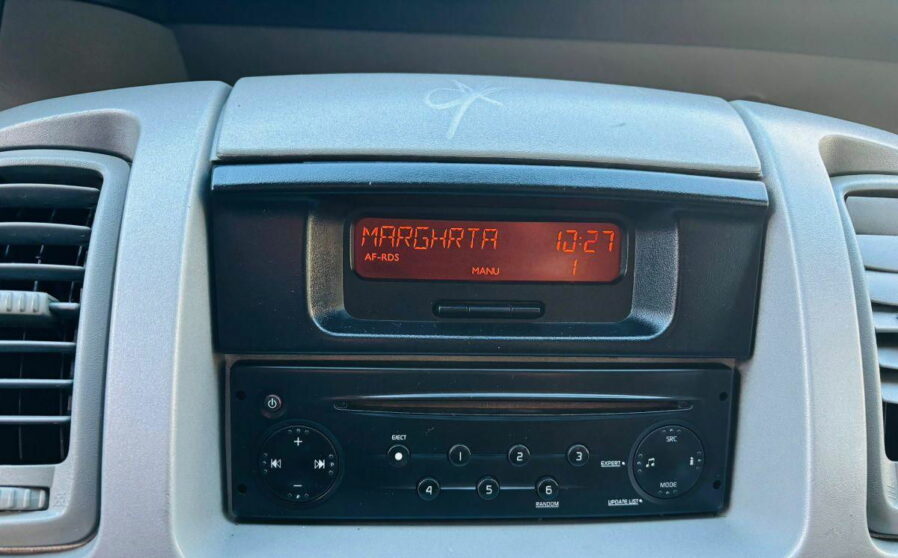 MARGHRTA 10:27
AF-RDS
MANU 1
EJECT
1 2 3
SRC
EXPERT
4 5 6
RANDOM
UPDATE LIST
MODE